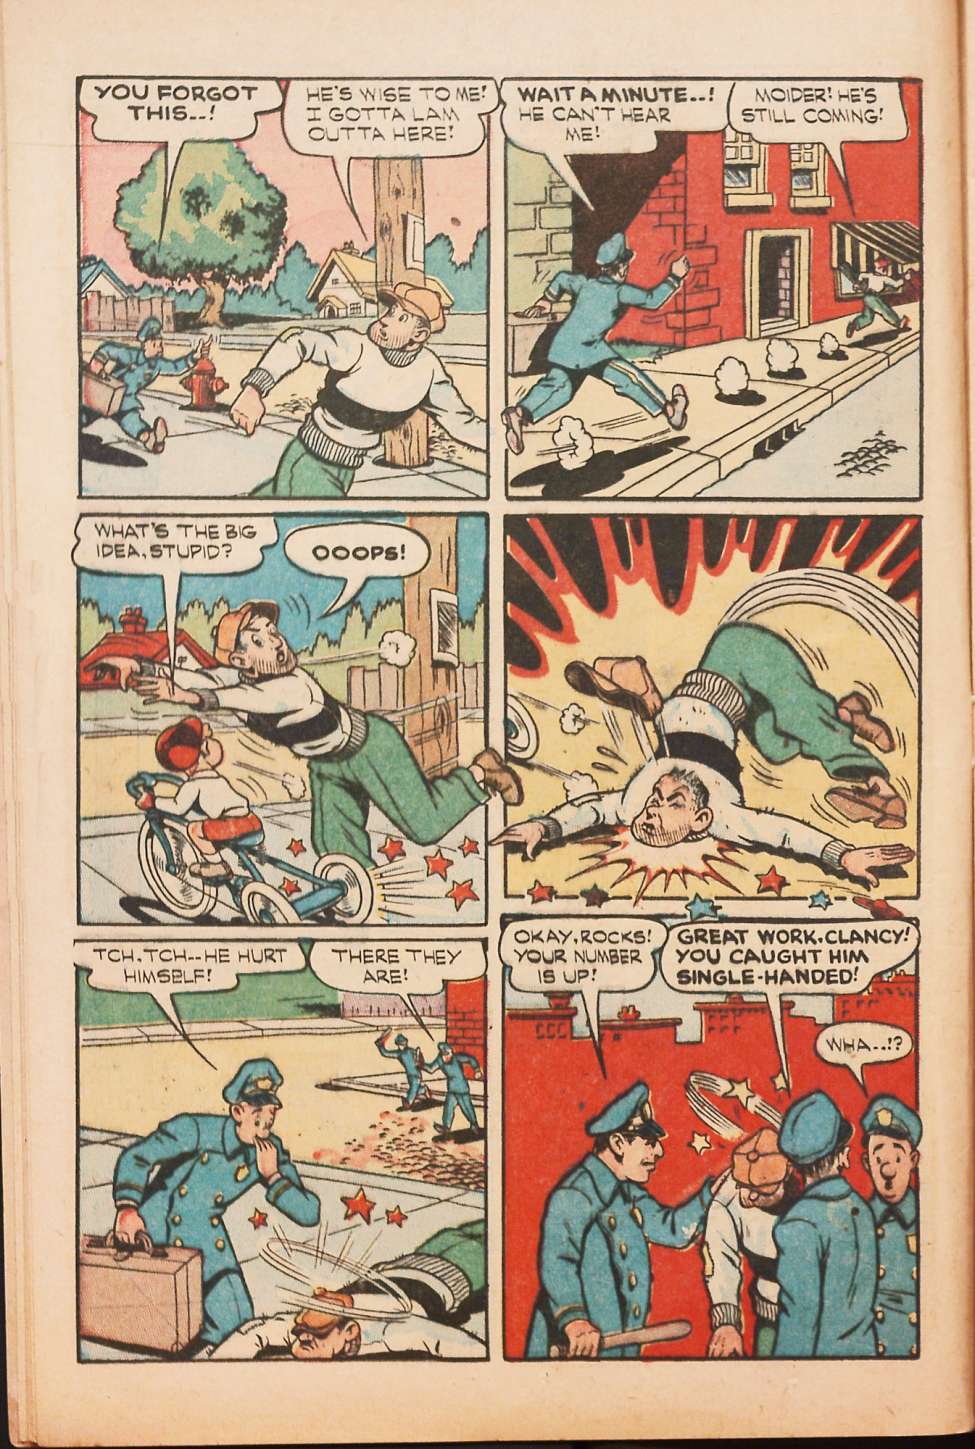 YOU FORGOT
THIS--!
HE'S WISE TO ME!
I GOTTA LAM
OUTTA HERE!
WAIT A MINUTE--!
HE CAN'T HEAR
ME!
MOIDER! HE'S
STILL COMING!
WHAT'S THE BIG
IDEA, STUPID?
OOOPS!
TCH, TCH--HE HURT
HIMSELF!
THERE THEY
ARE!
OKAY, ROCKS!
YOUR NUMBER
IS UP!
GREAT WORK, CLANCY!
YOU CAUGHT HIM
SINGLE-HANDED!
WHA--!?